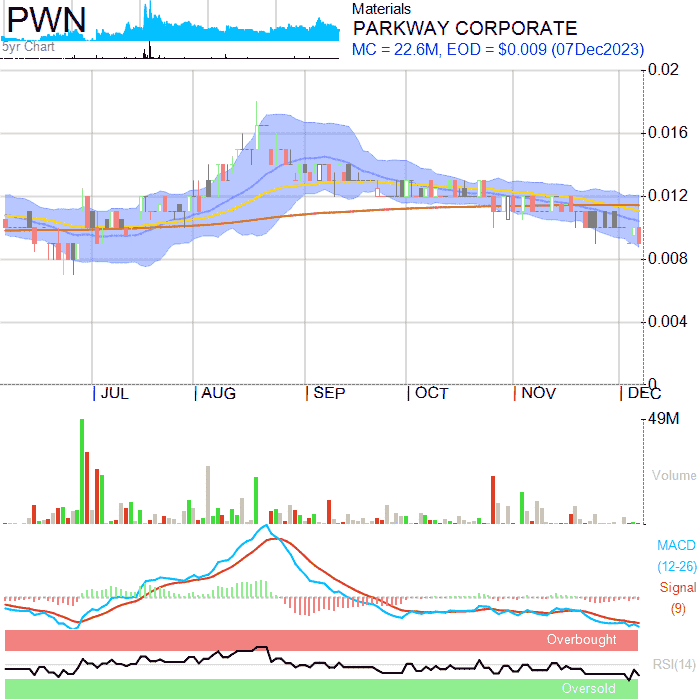 PWN
5yr Chart
Materials
PARKWAY CORPORATE
MC = 22.6M, EOD = $0.009 (07Dec2023)
0.02
0.016
0.012
0.008
0.004
0
JUL AUG SEP OCT NOV DEC
49M
Volume
MACD
(12-26)
Signal
(9)
Overbought
RSI(14)
Oversold